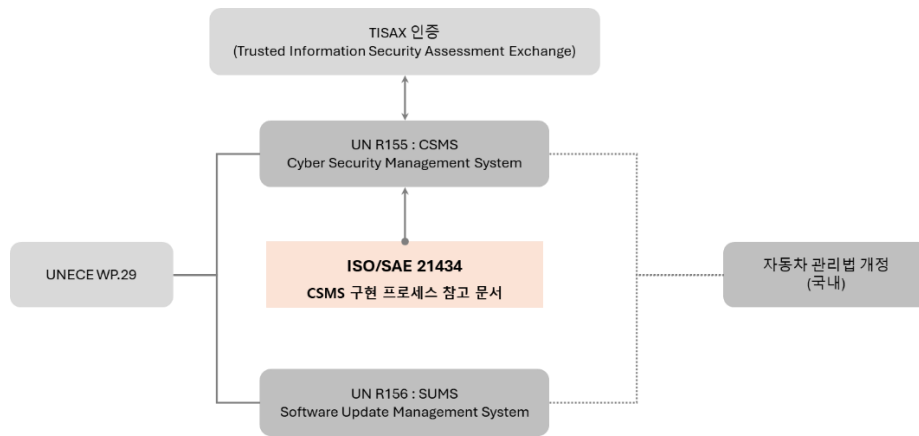 TISAX 인증
(Trusted Information Security Assessment Exchange)
UN R155 : CSMS
Cyber Security Management System
UNECE WP.29
ISO/SAE 21434
CSMS 구현 프로세스 참고 문서
자동차 관리법 개정
(국내)
UN R156 : SUMS
Software Update Management System